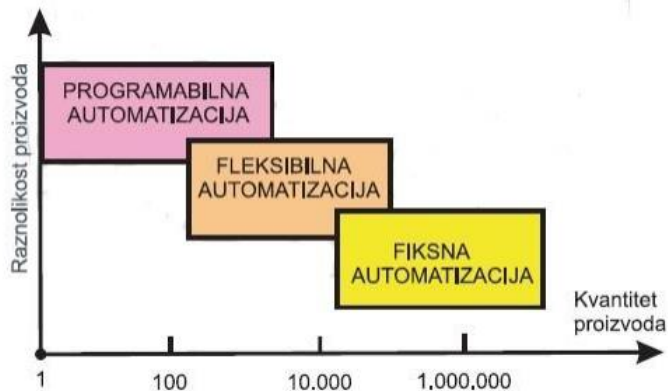 Raznolikost proizvoda
PROGRAMABILNA
AUTOMATIZACIJA
FLEKSIBILNA
AUTOMATIZACIJA
FIKSNA
AUTOMATIZACIJA
Kvantitet
proizvoda
1
100
10.000
1,000,000